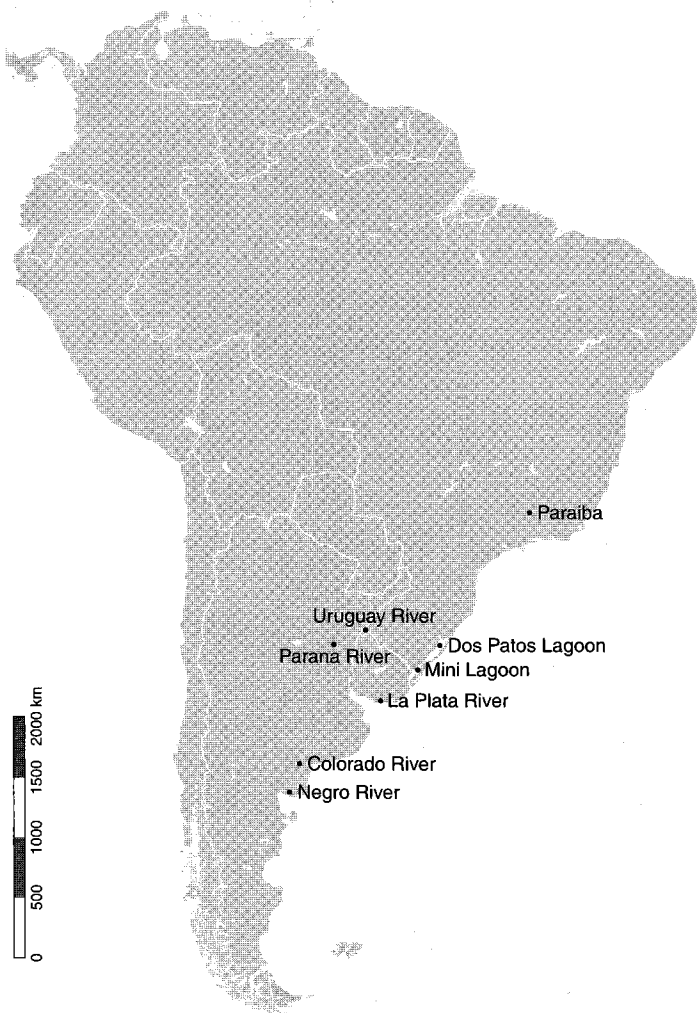 Paraiba
Uruguay River
Dos Patos Lagoon
Parana River
Mini Lagoon
La Plata River
Colorado River
Negro River
0 500 1000 1500 2000 km